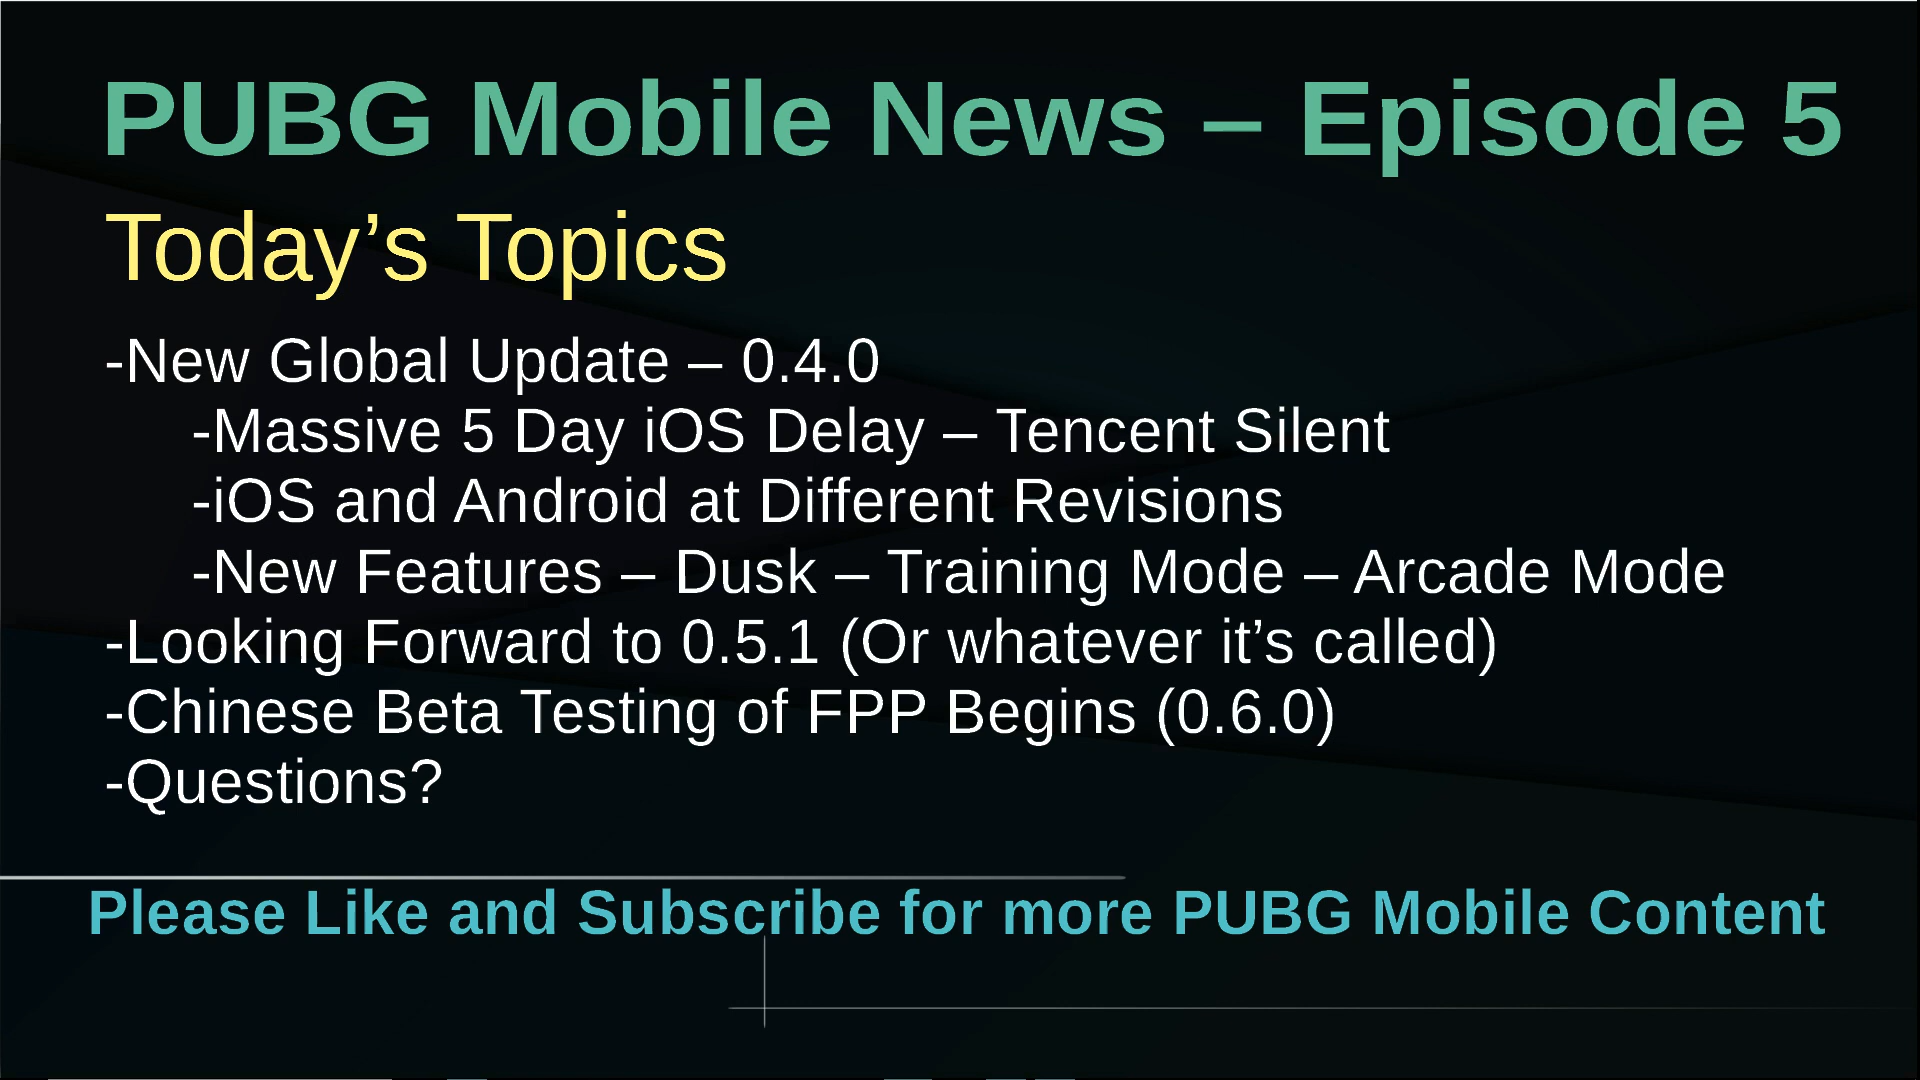 PUBG Mobile News – Episode 5
Today’s Topics
-New Global Update – 0.4.0
-Massive 5 Day iOS Delay – Tencent Silent
-iOS and Android at Different Revisions
-New Features – Dusk – Training Mode – Arcade Mode
-Looking Forward to 0.5.1 (Or whatever it’s called)
-Chinese Beta Testing of FPP Begins (0.6.0)
-Questions?
Please Like and Subscribe for more PUBG Mobile Content